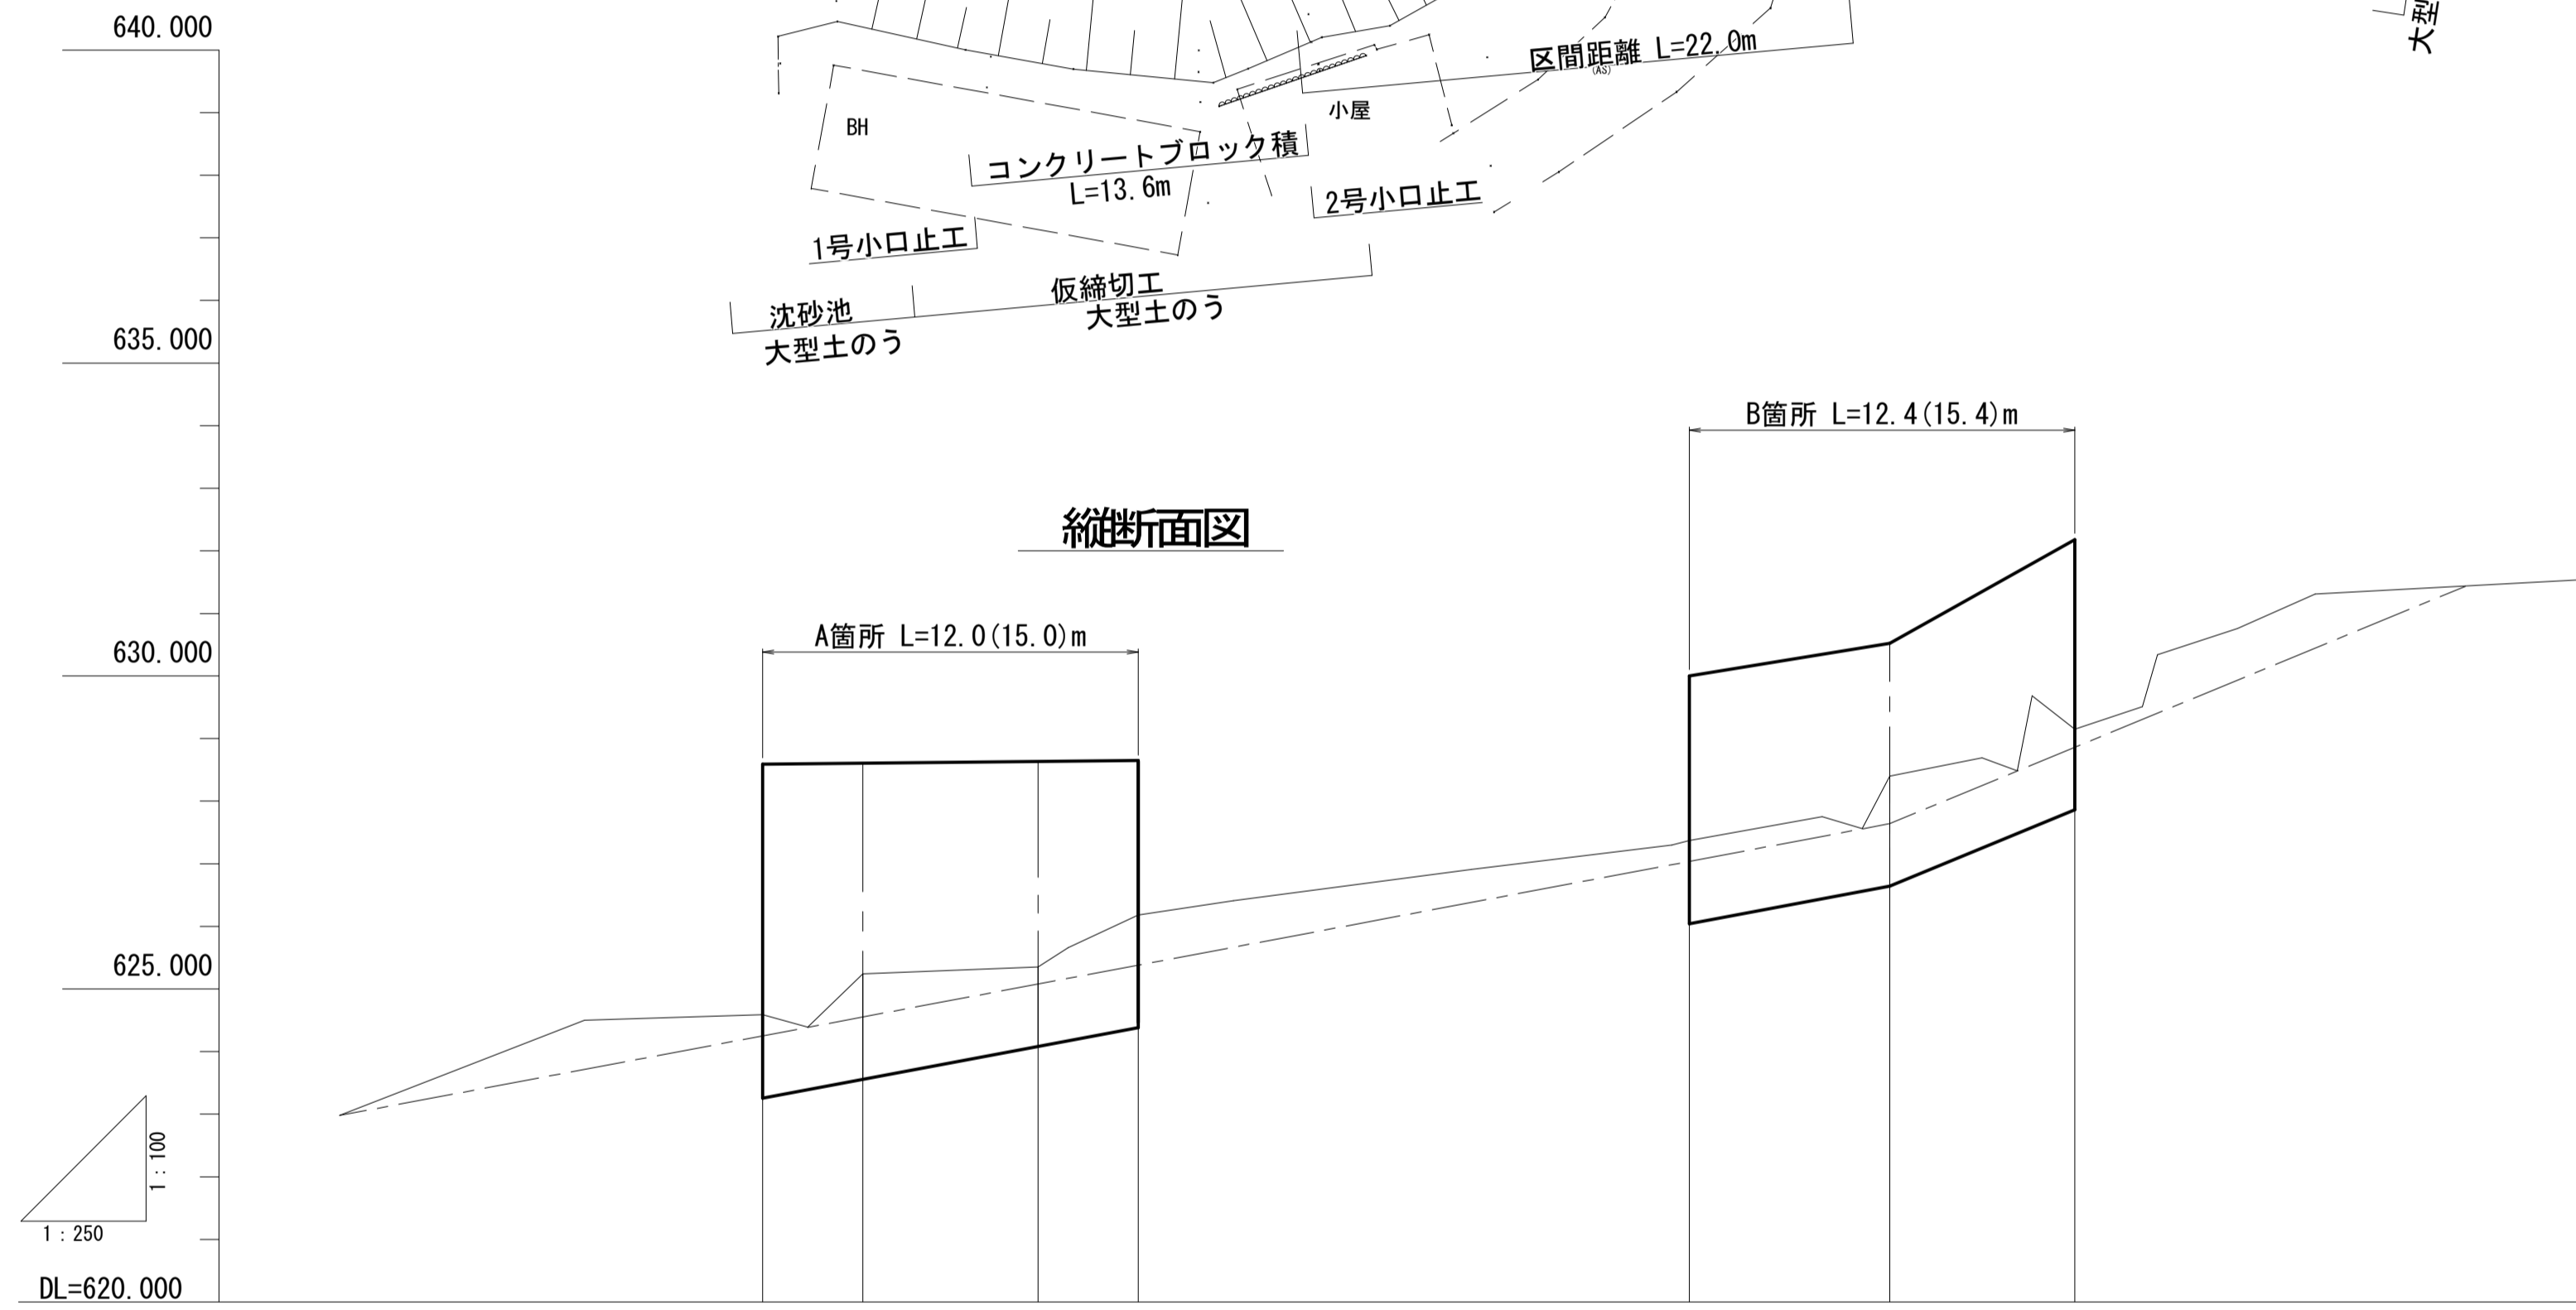 640.000
大型
区間距離 L=22.0m
(AS)
小屋
BH
コンクリートブロック積
L=13.6m
2号小口止工
1号小口止工
仮締切工
大型土のう
沈砂池
大型土のう
635.000
B箇所 L=12.4(15.4)m
縦断面図
A箇所 L=12.0(15.0)m
630.000
625.000
1:100
1:250
DL=620.000